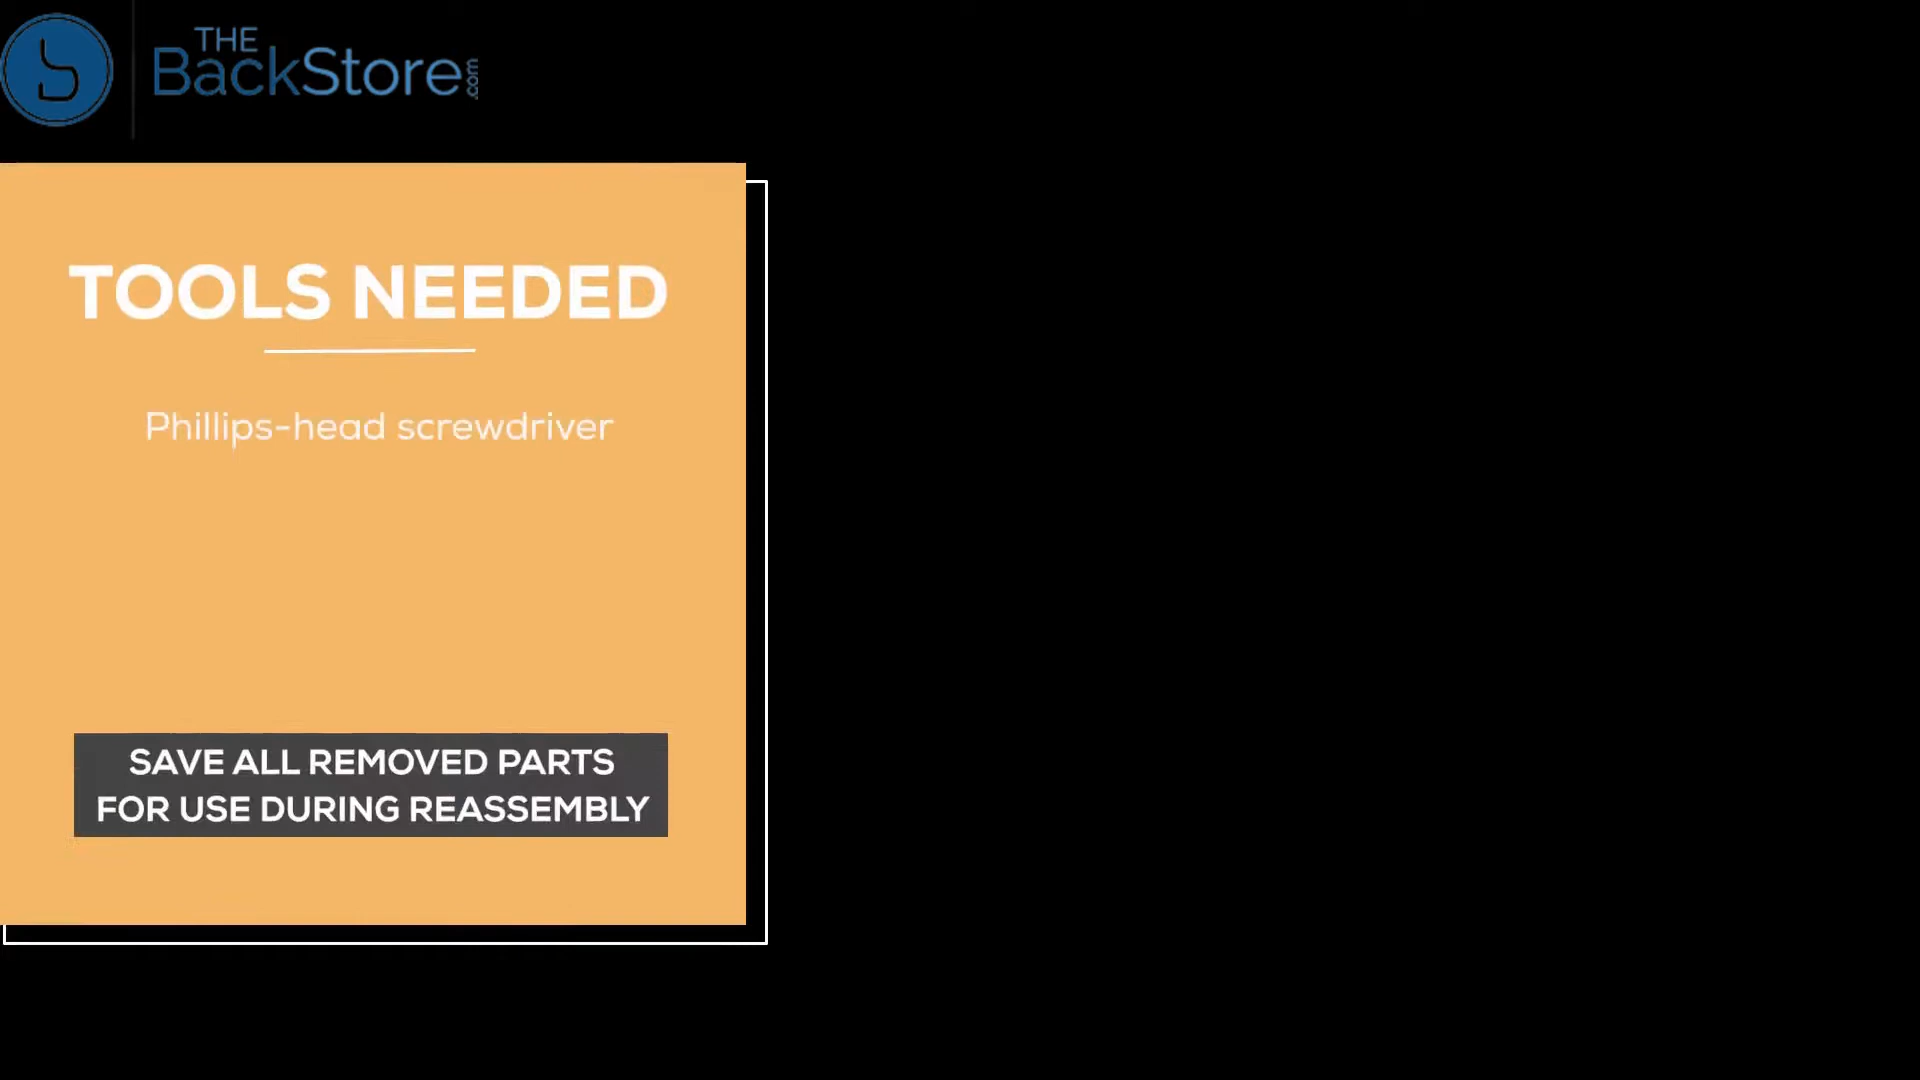 THE
BackStore.com
TOOLS NEEDED
Phillips-head screwdriver
SAVE ALL REMOVED PARTS
FOR USE DURING REASSEMBLY